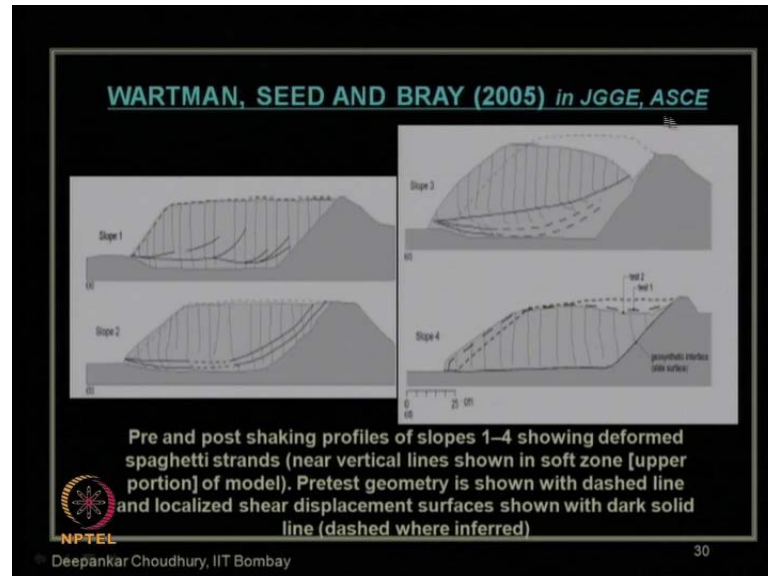 WARTMAN, SEED AND BRAY (2005) in JGGE, ASCE
Slope 1
Slope 2
Slope 3
Slope 4
test 2
test 1
geosynthetic interface
(slide surface)
0 25
Pre and post shaking profiles of slopes 1–4 showing deformed
spaghetti strands (near vertical lines shown in soft zone [upper
portion] of model). Pretest geometry is shown with dashed line
and localized shear displacement surfaces shown with dark solid
line (dashed where inferred)
NPTEL
Deepankar Choudhury, IIT Bombay
30